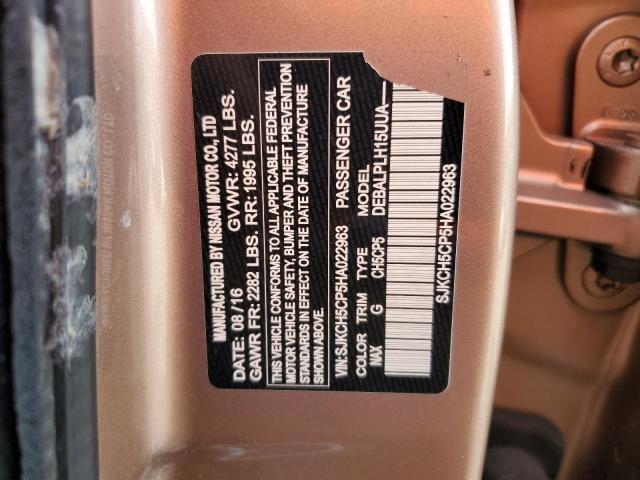 MANUFACTURED BY NISSAN MOTOR CO., LTD
DATE: 08/16 GVWR: 4277 LBS.
GAWR FR: 2282 LBS. RR: 1995 LBS.
THIS VEHICLE CONFORMS TO ALL APPLICABLE FEDERAL
MOTOR VEHICLE SAFETY, BUMPER AND THEFT PREVENTION
STANDARDS IN EFFECT ON THE DATE OF MANUFACTURE
SHOWN ABOVE.
VIN:SJKCH5CP5HA022963 PASSENGER CAR
COLOR TRIM TYPE MODEL
NAX G CH5CP5 DEBALPLH15UUA
SJKCH5CP5HA022963